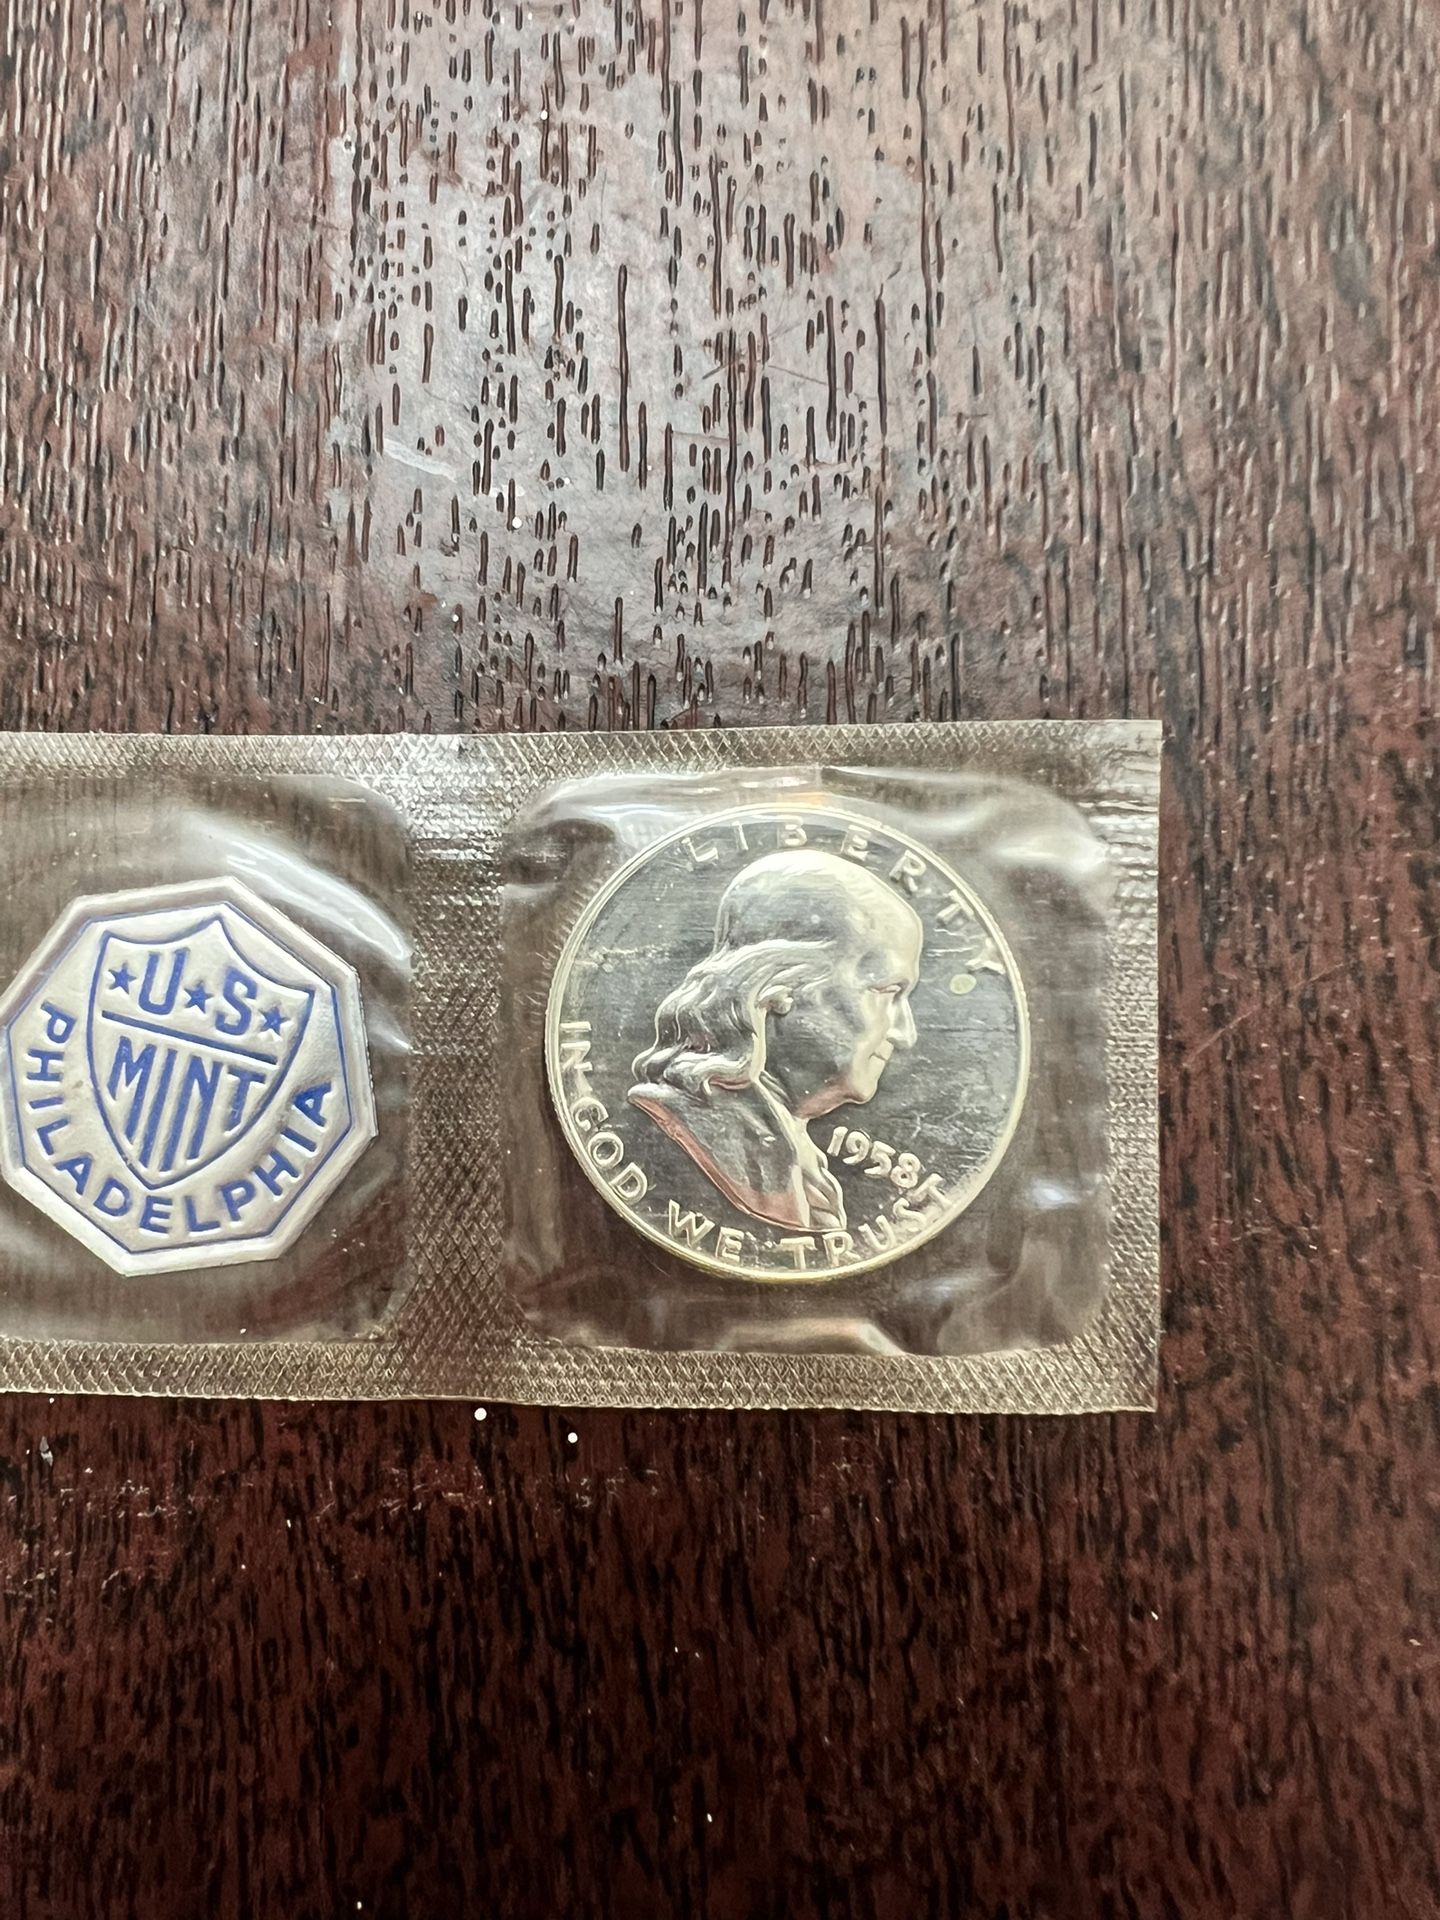 U★S★
MINT
PHILADELPHIA
LIBERTY
IN GOD WE TRUST
1958